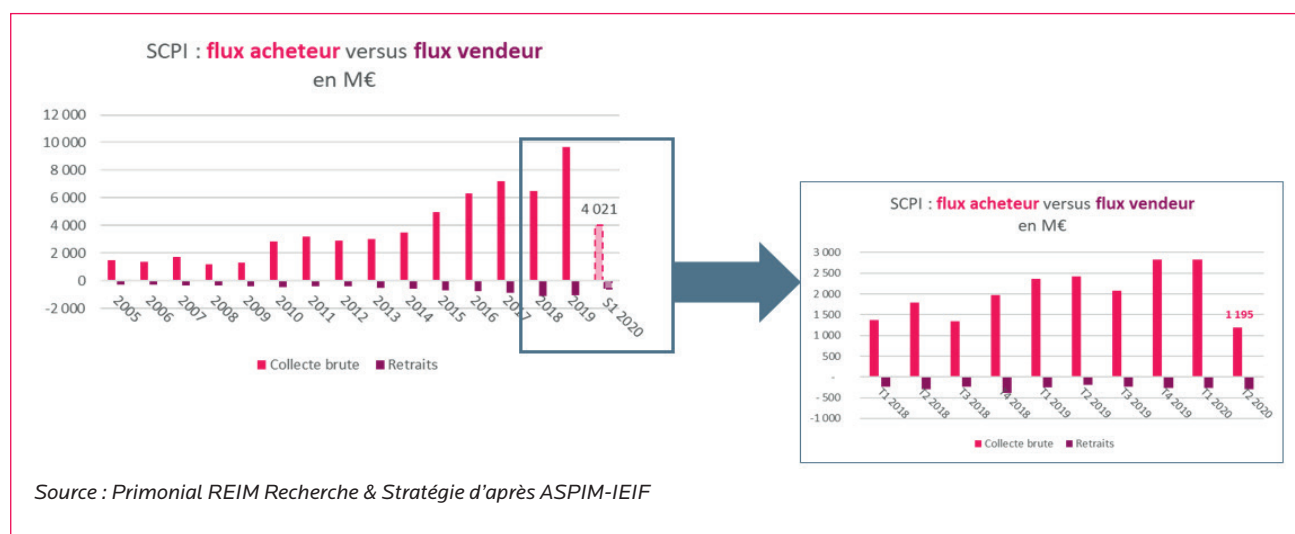 SCPI : flux acheteur versus flux vendeur
en M€
12 000
10 000
8 000
6 000
4 000
2 000
0
-2 000
4 021
2005
2006
2007
2008
2009
2010
2011
2012
2013
2014
2015
2016
2017
2018
2019
S1 2020
Collecte brute
Retraits
SCPI : flux acheteur versus flux vendeur
en M€
3 000
2 500
2 000
1 500
1 000
500
-
- 500
-1 000
1 195
T1 2018
T2 2018
T3 2018
T4 2018
T1 2019
T2 2019
T3 2019
T4 2019
T1 2020
T2 2020
Collecte brute
Retraits
Source : Primonial REIM Recherche & Stratégie d’après ASPIM-IEIF